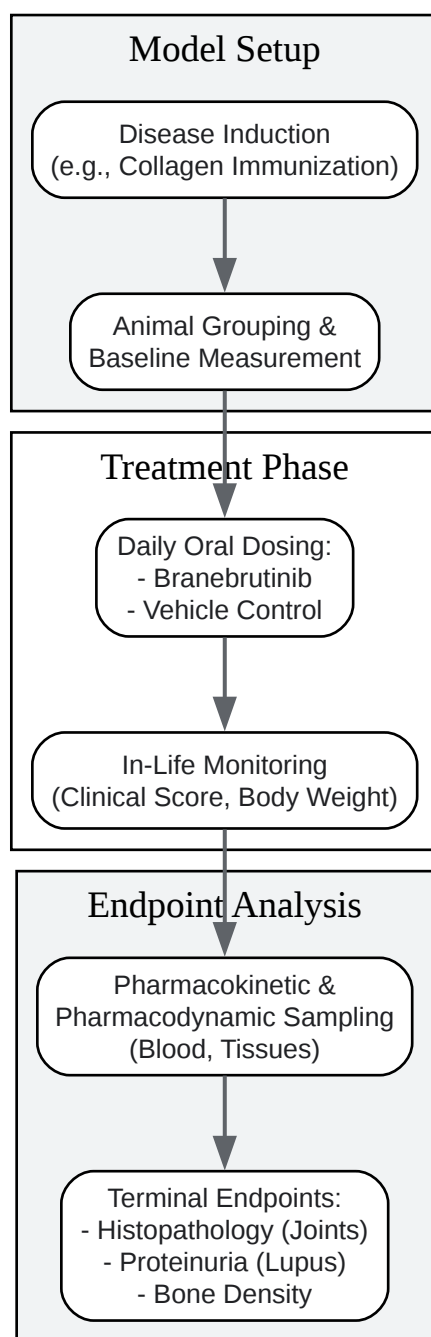 Model Setup
Disease Induction
(e.g., Collagen Immunization)
Animal Grouping &
Baseline Measurement
Treatment Phase
Daily Oral Dosing:
- Branebrutinib
- Vehicle Control
In-Life Monitoring
(Clinical Score, Body Weight)
Endpoint Analysis
Pharmacokinetic &
Pharmacodynamic Sampling
(Blood, Tissues)
Terminal Endpoints:
- Histopathology (Joints)
- Proteinuria (Lupus)
- Bone Density